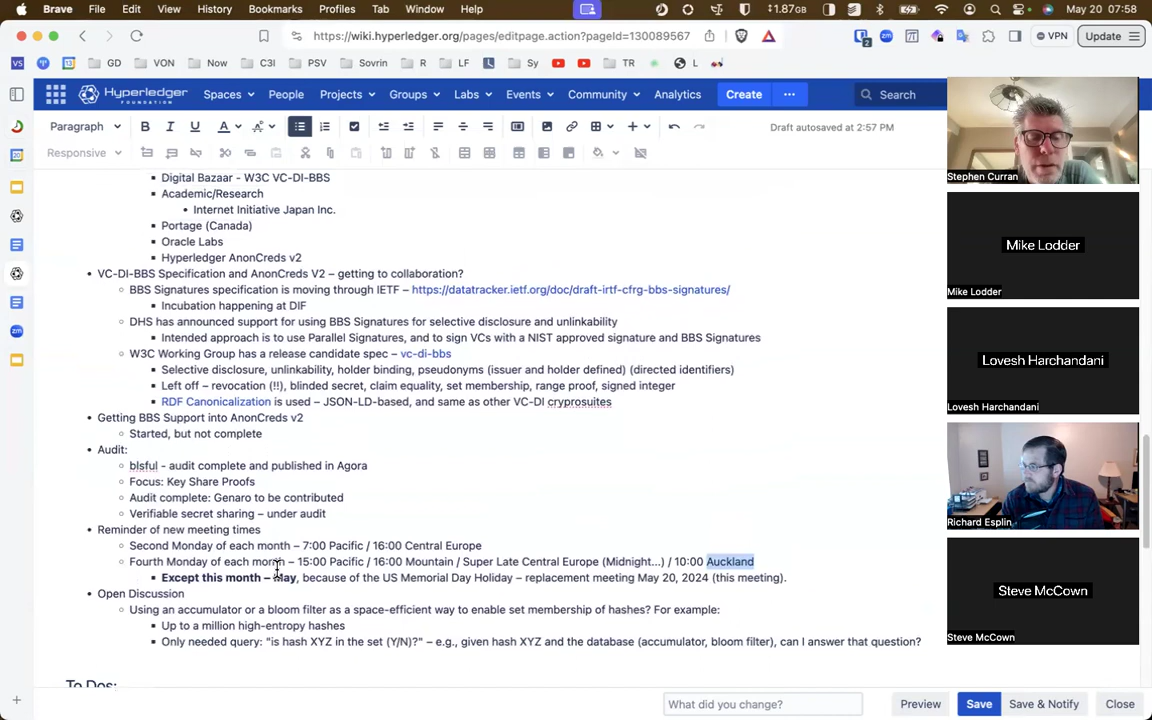 Brave File Edit View History Bookmarks Profiles Tab Window Help 1.87GB May 20 07:58
https://wiki.hyperledger.org/pages/editpage.action?pageId=130089567 2 VPN Update
VS 31 GD VON Now C3I PSV Sovrin R LF Sy TR L
Hyperledger FOUNDATION Spaces People Projects Groups Labs Events Community Analytics Create ··· Search
Paragraph B I U A Draft autosaved at 2:57 PM
Responsive
Digital Bazaar - W3C VC-DI-BBS
Academic/Research
Internet Initiative Japan Inc.
Portage (Canada)
Oracle Labs
Hyperledger AnonCreds v2
VC-DI-BBS Specification and AnonCreds V2 – getting to collaboration?
BBS Signatures specification is moving through IETF – https://datatracker.ietf.org/doc/draft-irtf-cfrg-bbs-signatures/
Incubation happening at DIF
DHS has announced support for using BBS Signatures for selective disclosure and unlinkability
Intended approach is to use Parallel Signatures, and to sign VCs with a NIST approved signature and BBS Signatures
W3C Working Group has a release candidate spec – vc-di-bbs
Selective disclosure, unlinkability, holder binding, pseudonyms (issuer and holder defined) (directed identifiers)
Left off – revocation (!!), blinded secret, claim equality, set membership, range proof, signed integer
RDF Canonicalization is used – JSON-LD-based, and same as other VC-DI cryprosuites
Getting BBS Support into AnonCreds v2
Started, but not complete
Audit:
blsful - audit complete and published in Agora
Focus: Key Share Proofs
Audit complete: Genaro to be contributed
Verifiable secret sharing – under audit
Reminder of new meeting times
Second Monday of each month – 7:00 Pacific / 16:00 Central Europe
Fourth Monday of each month – 15:00 Pacific / 16:00 Mountain / Super Late Central Europe (Midnight...) / 10:00 Auckland
Except this month – May, because of the US Memorial Day Holiday – replacement meeting May 20, 2024 (this meeting).
Open Discussion
Using an accumulator or a bloom filter as a space-efficient way to enable set membership of hashes? For example:
Up to a million high-entropy hashes
Only needed query: "is hash XYZ in the set (Y/N)?" – e.g., given hash XYZ and the database (accumulator, bloom filter), can I answer that question?
To Dos:
What did you change? Preview Save Save & Notify Close
Stephen Curran
Mike Lodder
Mike Lodder
Lovesh Harchandani
Lovesh Harchandani
Richard Esplin
Steve McCown
Steve McCown